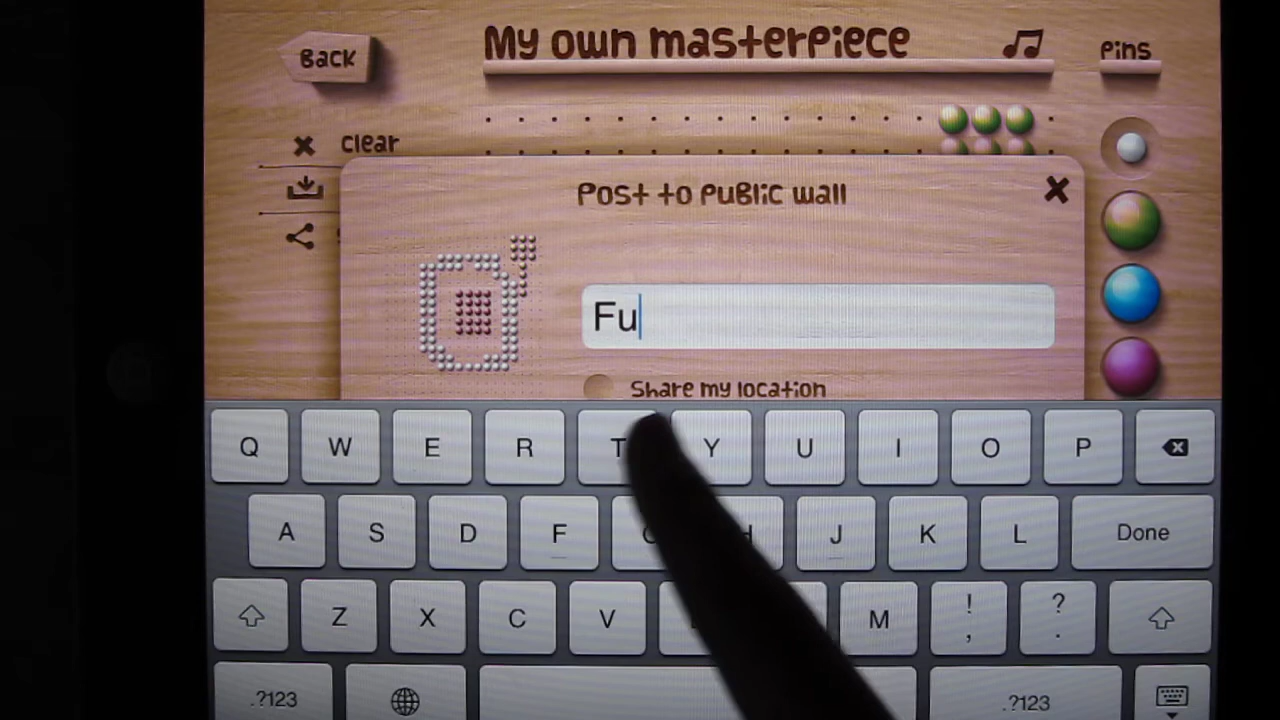 Back
My own masterpiece
Pins
clear
Post to public wall
Fu
Share my location
Q W E R T Y U I O P
A S D F J K L Done
Z X C V M ! , ? .
.?123 .?123